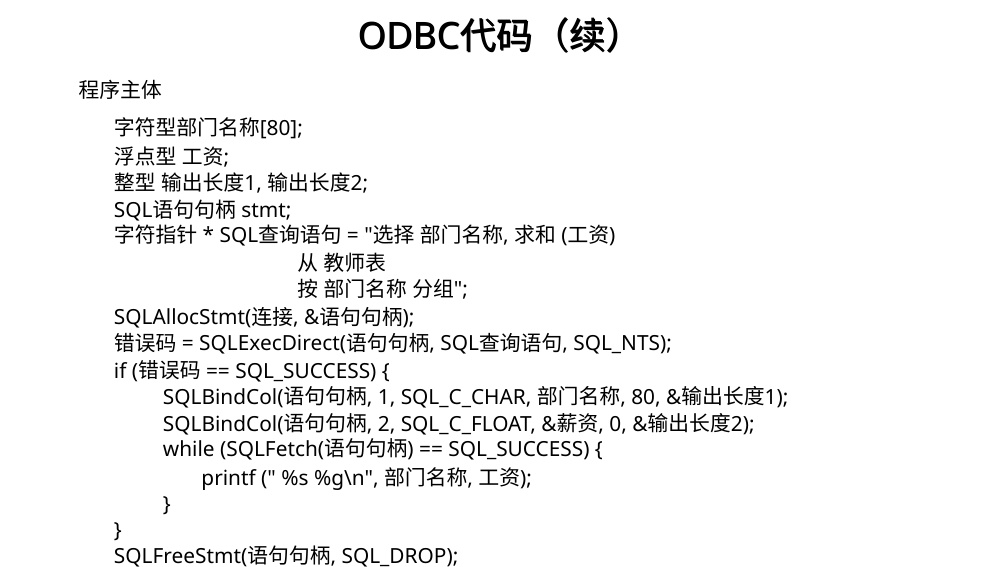 ODBC代码（续）
程序主体
字符型部门名称[80];
浮点型 工资;
整型 输出长度1, 输出长度2;
SQL语句句柄 stmt;
字符指针 * SQL查询语句 = "选择 部门名称, 求和 (工资)
从 教师表
按 部门名称 分组";
SQLAllocStmt(连接, &语句句柄);
错误码 = SQLExecDirect(语句句柄, SQL查询语句, SQL_NTS);
if (错误码 == SQL_SUCCESS) {
SQLBindCol(语句句柄, 1, SQL_C_CHAR, 部门名称, 80, &输出长度1);
SQLBindCol(语句句柄, 2, SQL_C_FLOAT, &薪资, 0, &输出长度2);
while (SQLFetch(语句句柄) == SQL_SUCCESS) {
printf (" %s %g\n", 部门名称, 工资);
}
}
SQLFreeStmt(语句句柄, SQL_DROP);